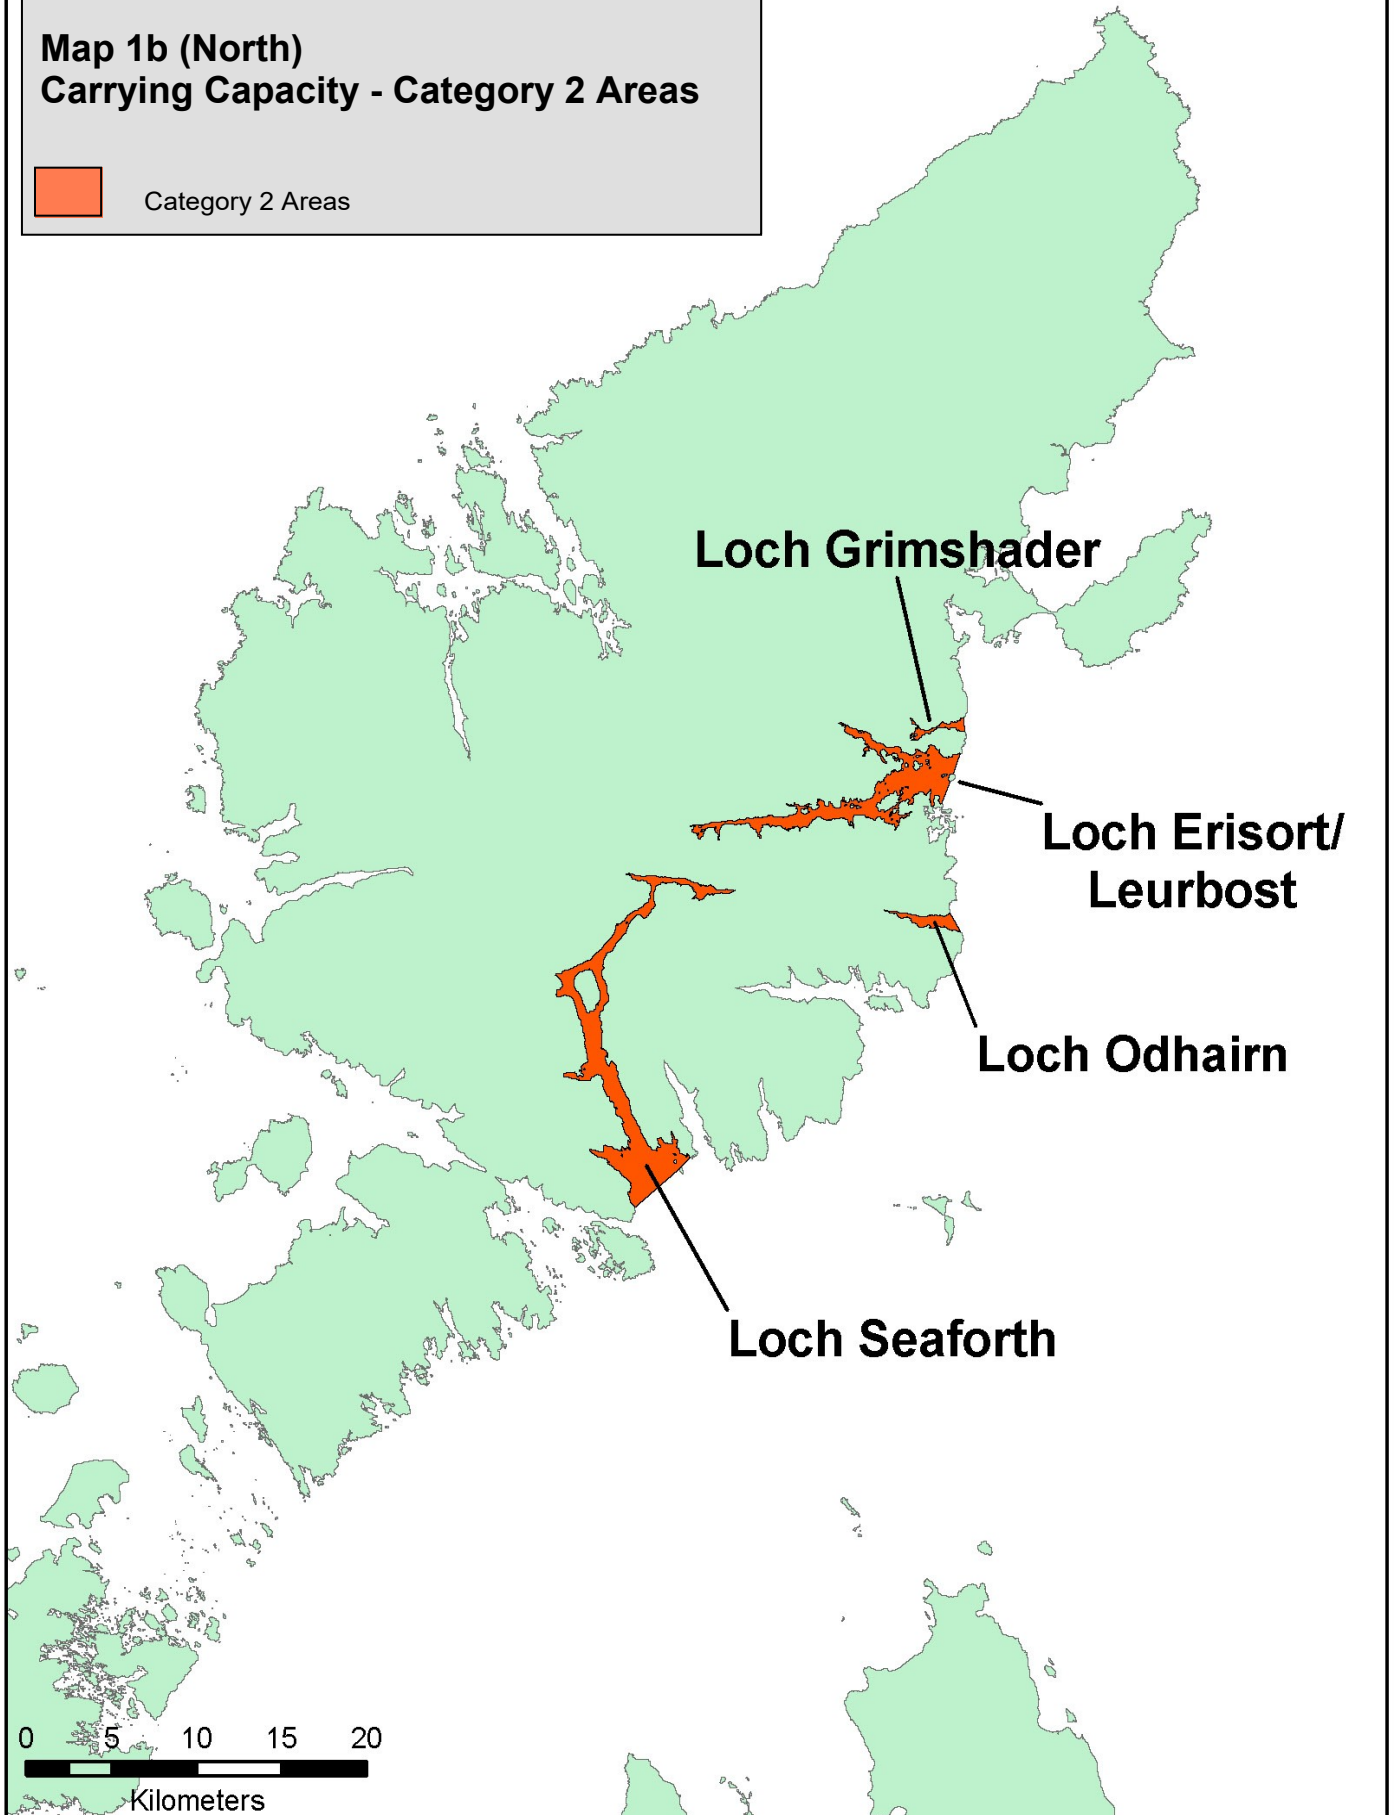 Map 1b (North)
Carrying Capacity - Category 2 Areas
Category 2 Areas
Loch Grimshader
Loch Erisort/
Leurbost
Loch Odhairn
Loch Seaforth
0 5 10 15 20
Kilometers